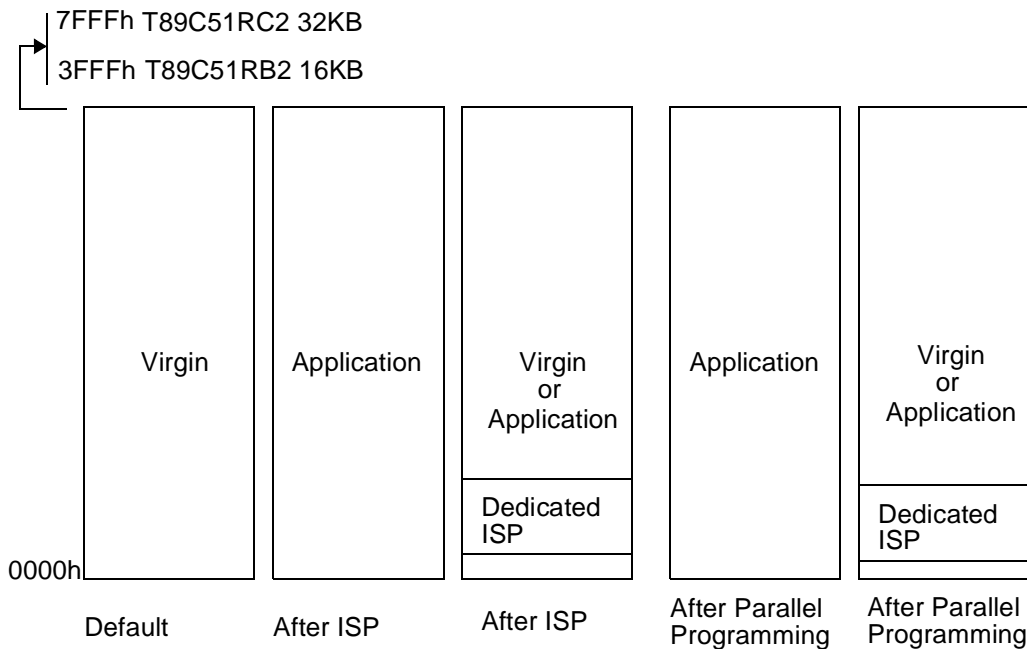 7FFFh T89C51RC2 32KB
3FFFh T89C51RB2 16KB
Virgin
Application
Virgin
or
Application
Application
Virgin
or
Application
Dedicated
ISP
Dedicated
ISP
0000h
Default
After ISP
After ISP
After Parallel
Programming
After Parallel
Programming